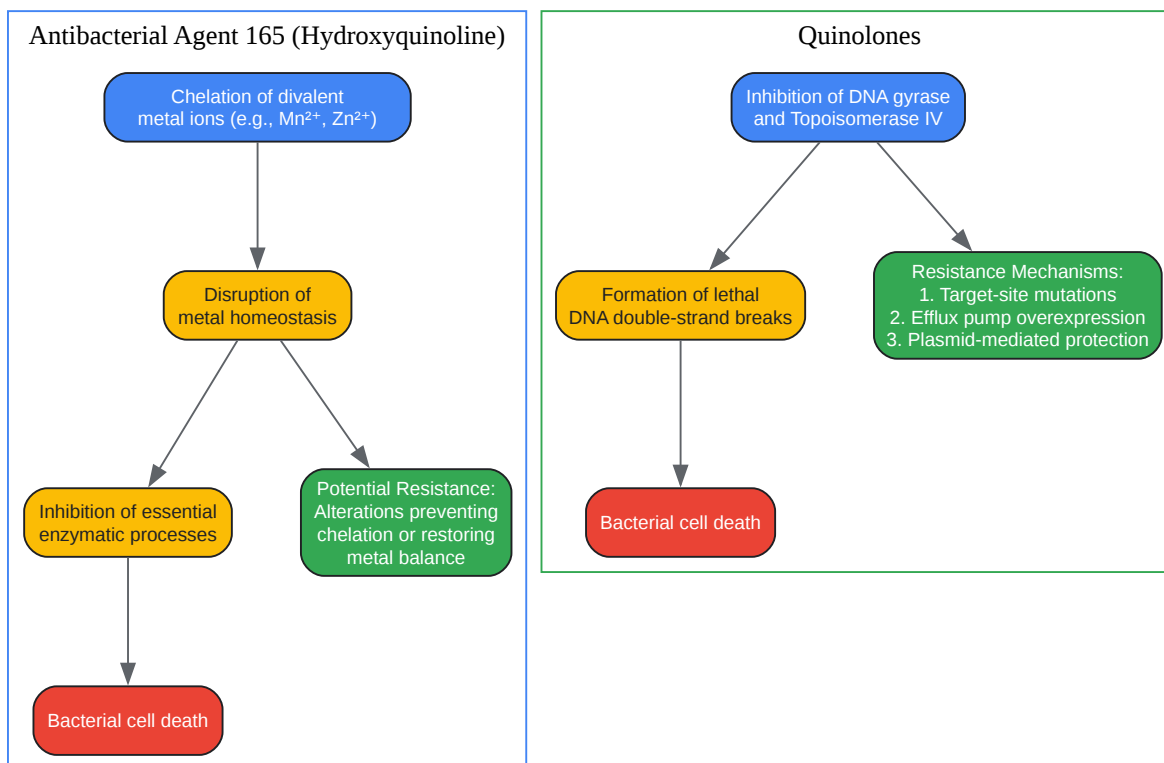 Antibacterial Agent 165 (Hydroxyquinoline)
Chelation of divalent
metal ions (e.g., Mn²⁺, Zn²⁺)
Disruption of
metal homeostasis
Inhibition of essential
enzymatic processes
Potential Resistance:
Alterations preventing
chelation or restoring
metal balance
Bacterial cell death
Quinolones
Inhibition of DNA gyrase
and Topoisomerase IV
Formation of lethal
DNA double-strand breaks
Resistance Mechanisms:
1. Target-site mutations
2. Efflux pump overexpression
3. Plasmid-mediated protection
Bacterial cell death